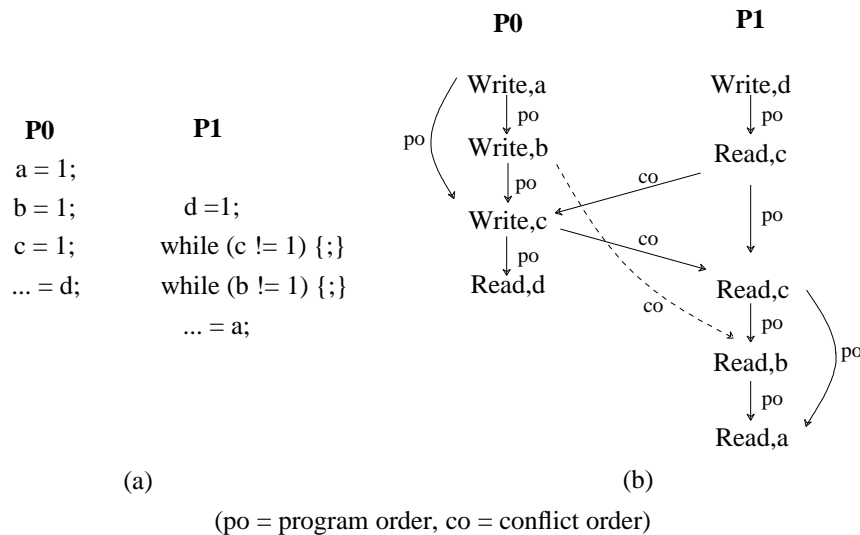 P0 P1
a = 1;
b = 1; d =1;
c = 1; while (c != 1) {;}
... = d; while (b != 1) {;}
... = a;
(a)
P0 P1
Write,a Write,d
po po
po
Write,b Read,c
co
po po
Write,c
co
po
Read,d Read,c
co po po
Read,b
po
Read,a
(b)
(po = program order, co = conflict order)